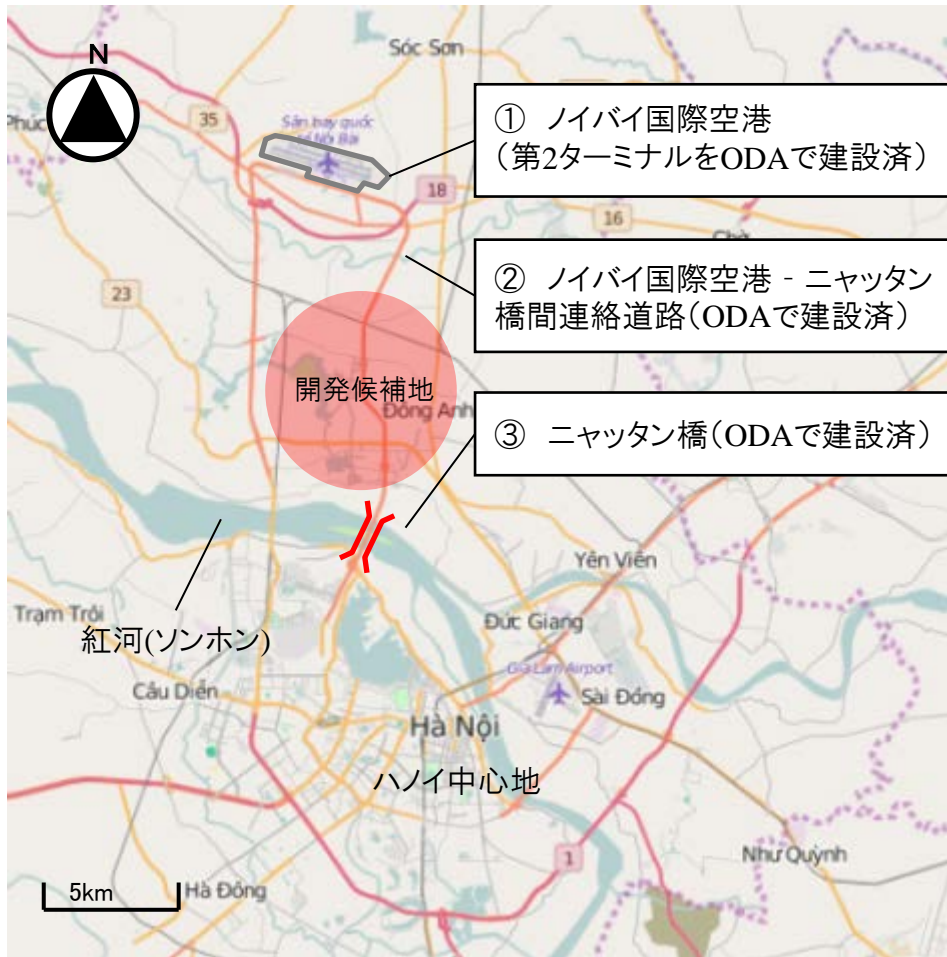 N
Sóc Sơn
35
Phúc
Sân bay quốc
tế Nội Bài
① ノイバイ国際空港
（第2ターミナルをODAで建設済）
18
16
Chờ
② ノイバイ国際空港 - ニャッタン
橋間連絡道路（ODAで建設済）
23
開発候補地
Đông Anh
③ ニャッタン橋（ODAで建設済）
Yên Viên
Trạm Trôi
Đức Giang
紅河(ソンホン)
Gia Lam Airport
Cầu Diễn
Sài Đồng
Hà Nội
ハノイ中心地
1
Như Quỳnh
5km
Hà Đông